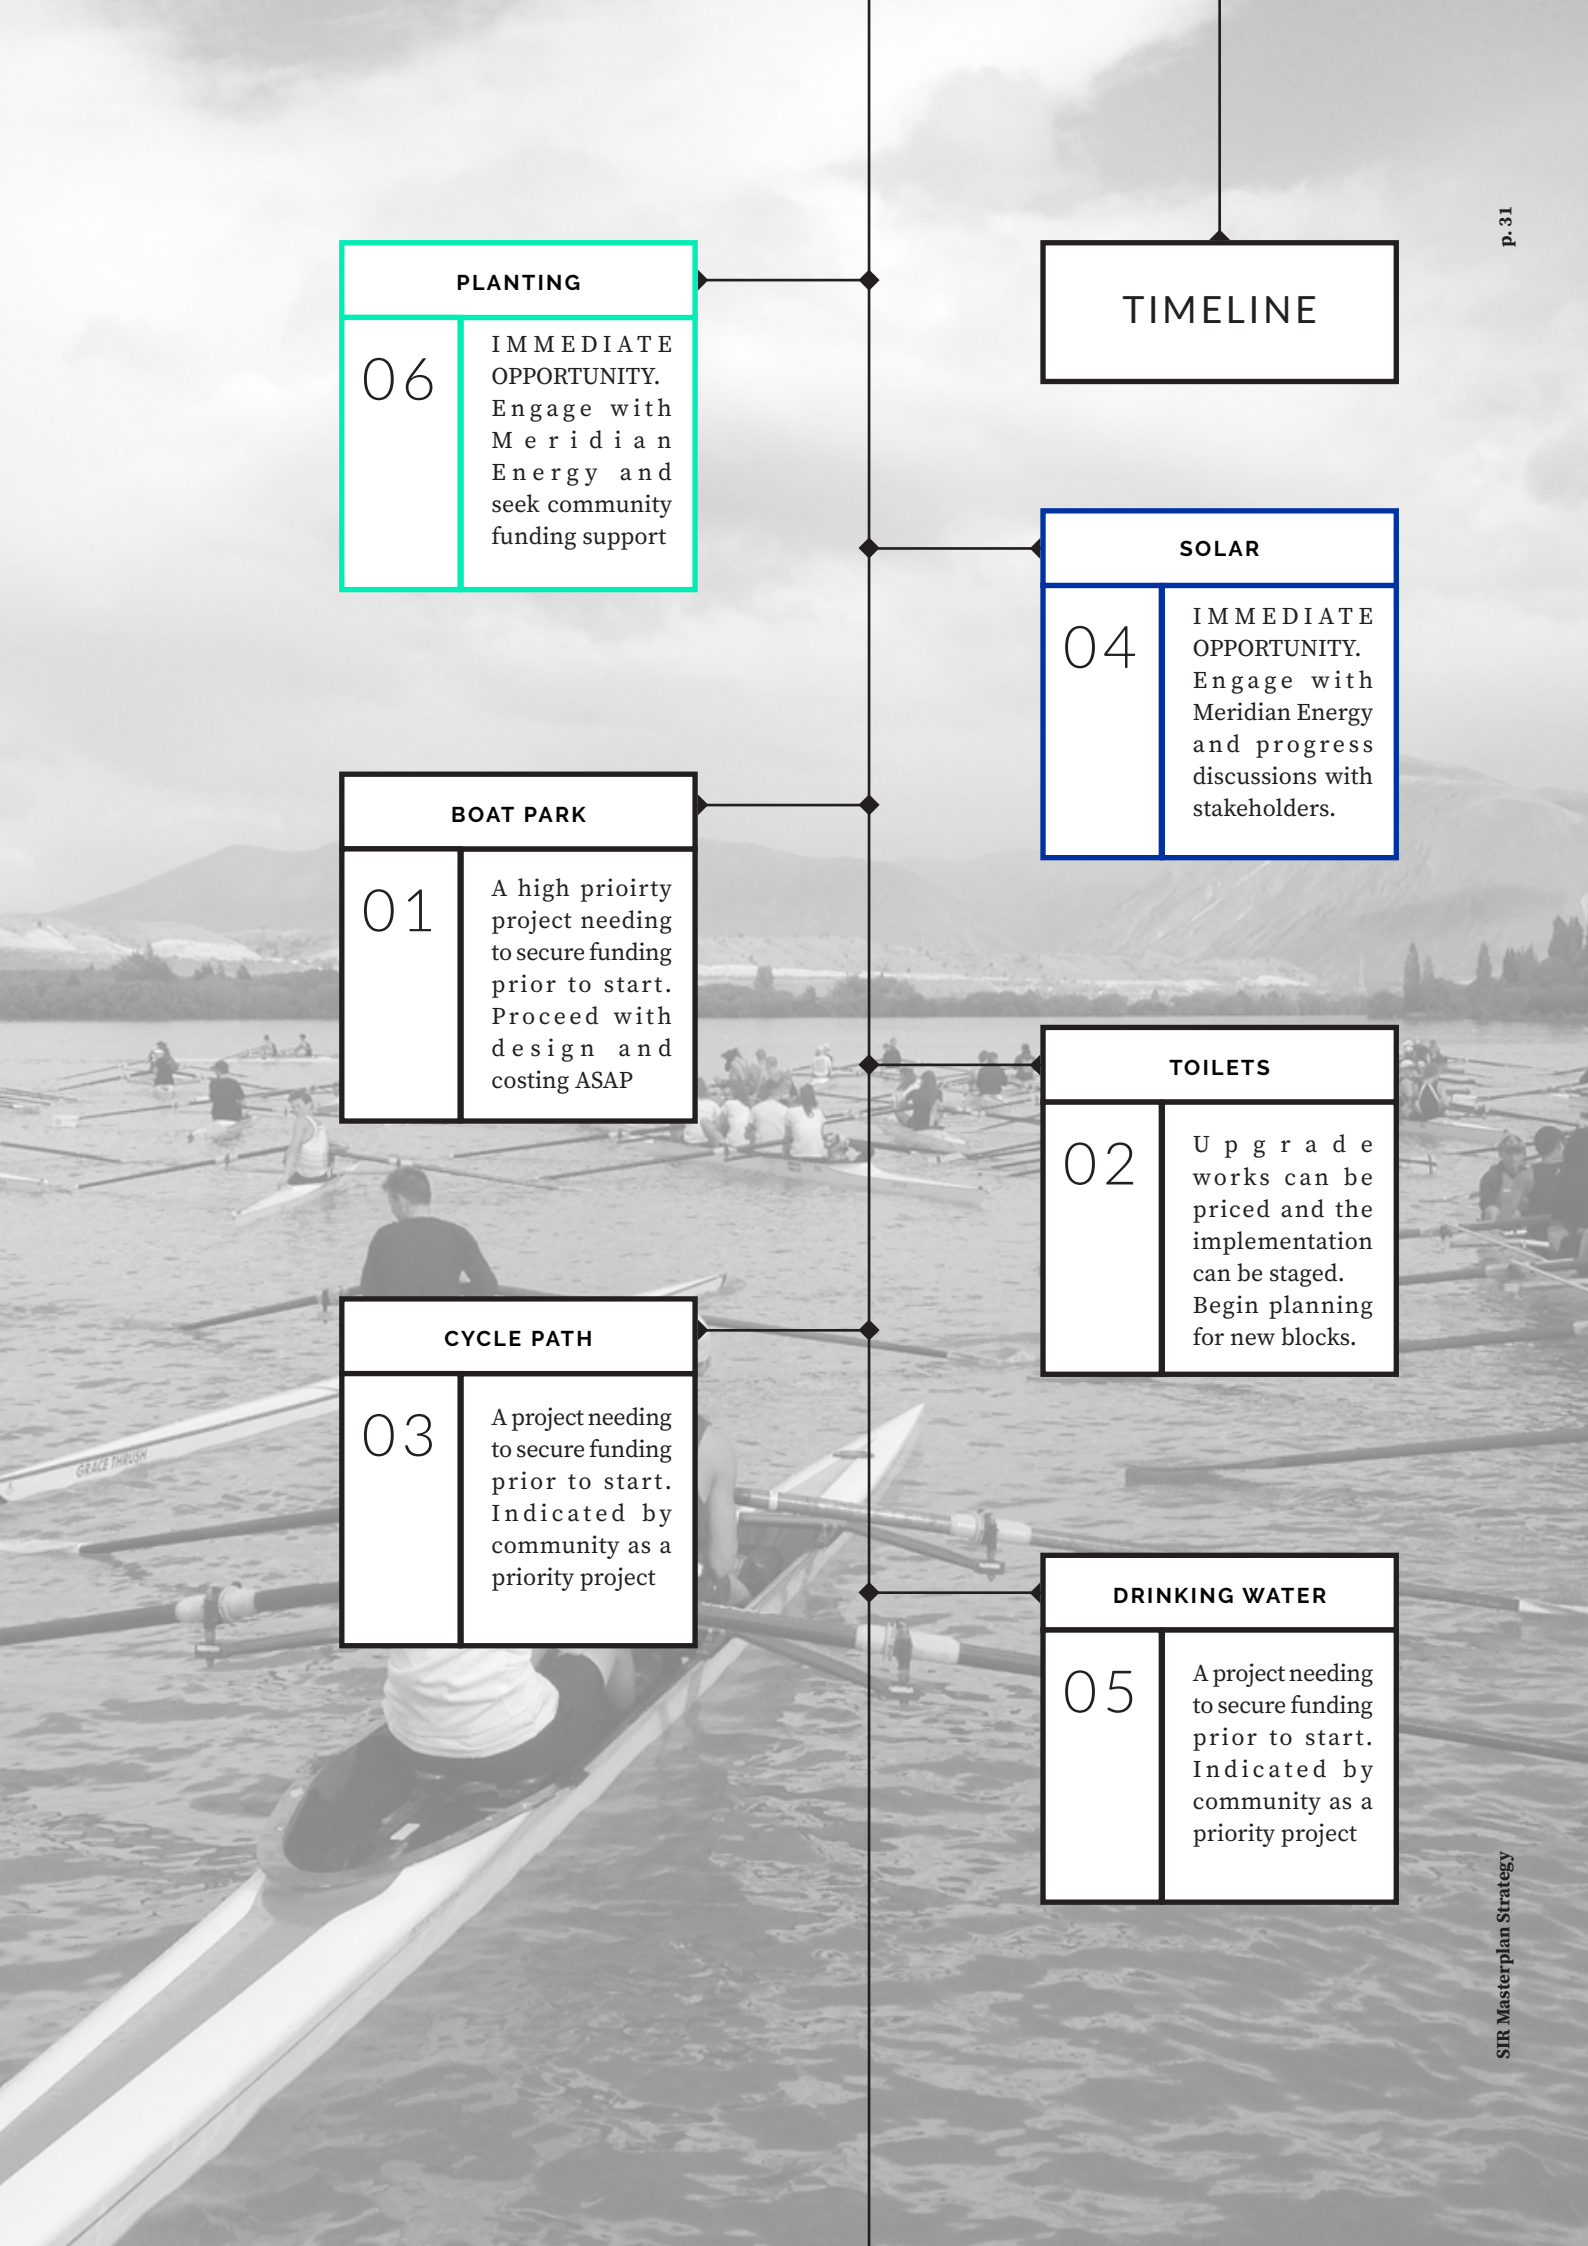 p. 31
TIMELINE
PLANTING
06
IMMEDIATE
OPPORTUNITY.
Engage with
Meridian
Energy and
seek community
funding support
SOLAR
04
IMMEDIATE
OPPORTUNITY.
Engage with
Meridian Energy
and progress
discussions with
stakeholders.
BOAT PARK
01
A high prioirty
project needing
to secure funding
prior to start.
Proceed with
design and
costing ASAP
TOILETS
02
Upgrade
works can be
priced and the
implementation
can be staged.
Begin planning
for new blocks.
CYCLE PATH
03
A project needing
to secure funding
prior to start.
Indicated by
community as a
priority project
DRINKING WATER
05
A project needing
to secure funding
prior to start.
Indicated by
community as a
priority project
GRACE THRUSH
SIR Masterplan Strategy